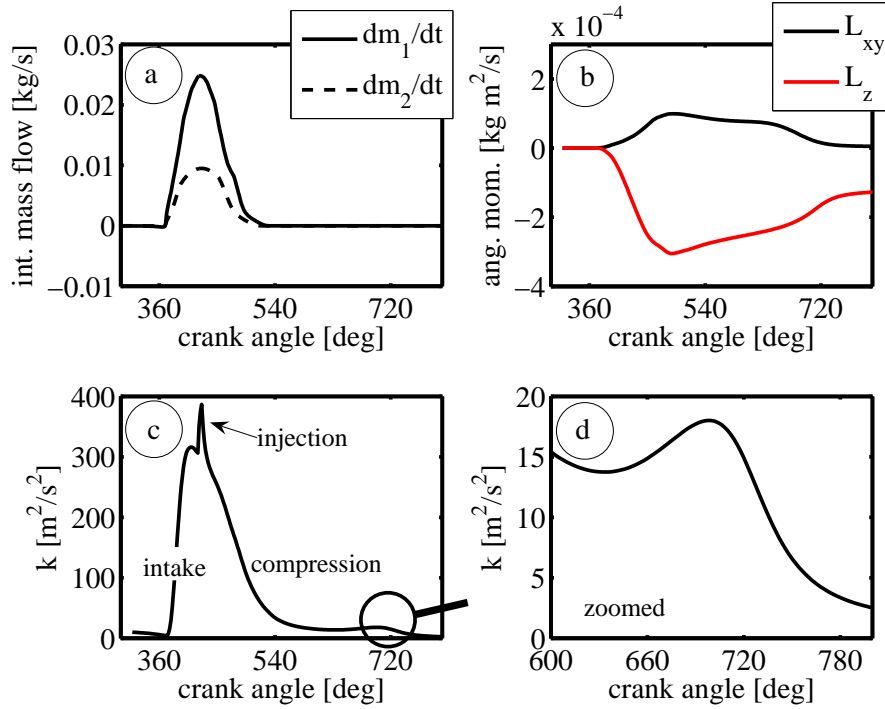 a
int. mass flow [kg/s]
0.03
0.02
0.01
0
−0.01
360
540
720
crank angle [deg]
dm₁/dt
dm₂/dt
b
x 10⁻⁴
ang. mom. [kg m²/s]
2
0
−2
−4
360
540
720
crank angle [deg]
Lxy
Lz
c
k [m²/s²]
400
300
200
100
0
injection
intake
compression
360
540
720
crank angle [deg]
d
k [m²/s²]
20
15
10
5
0
zoomed
600
660
720
780
crank angle [deg]